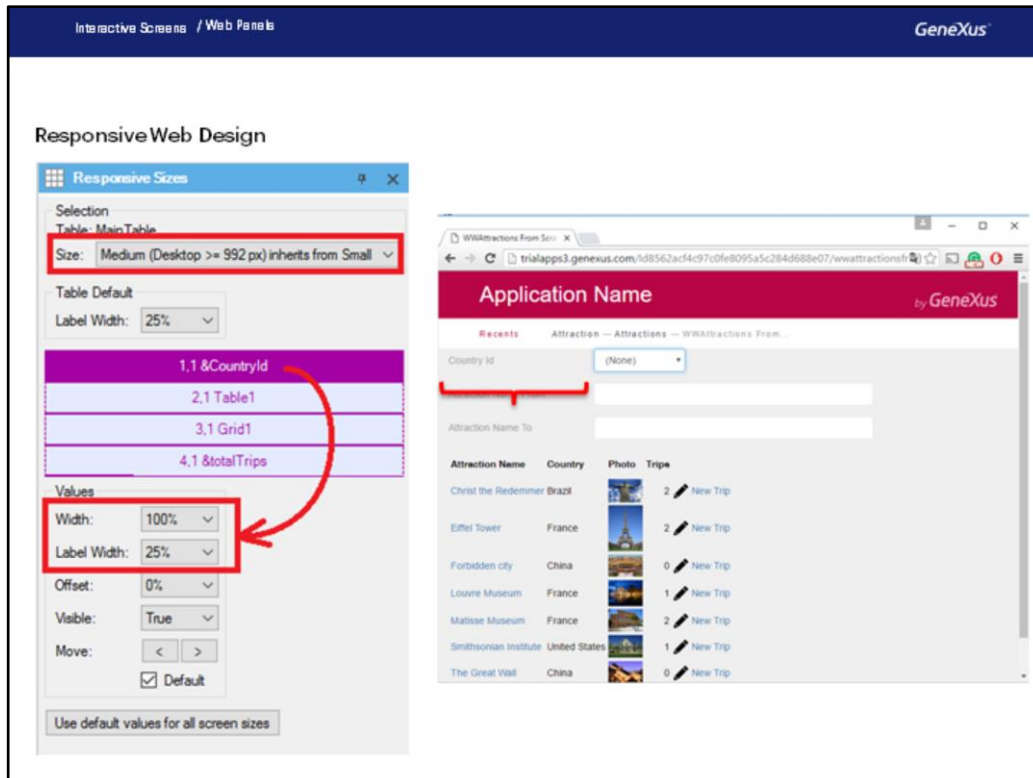 Interactive Screens / Web Panels
GeneXus
Responsive Web Design
Responsive Sizes
Selection
Table: MainTable
Size: Medium (Desktop >= 992 px) inherits from Small
Table Default
Label Width: 25%
1,1 &CountryId
2,1 Table1
3,1 Grid1
4,1 &totalTrips
Values
Width: 100%
Label Width: 25%
Offset: 0%
Visible: True
Move: < >
Default
Use default values for all screen sizes
WWAttractions From
trialapps3.genexus.com/Id8562acf4c97c0fe8095a5c284d688e07/wwattractionsfr
Application Name
by GeneXus
Recents Attraction — Attractions — WWAttractions From...
Country Id (None)
Attraction Name To
Attraction Name Country Photo Trips
Christ the Redemmer Brazil 2 New Trip
Eiffel Tower France 2 New Trip
Forbidden city China 0 New Trip
Louvre Museum France 1 New Trip
Matisse Museum France 2 New Trip
Smithsonian Institute United States 1 New Trip
The Great Wall China 0 New Trip